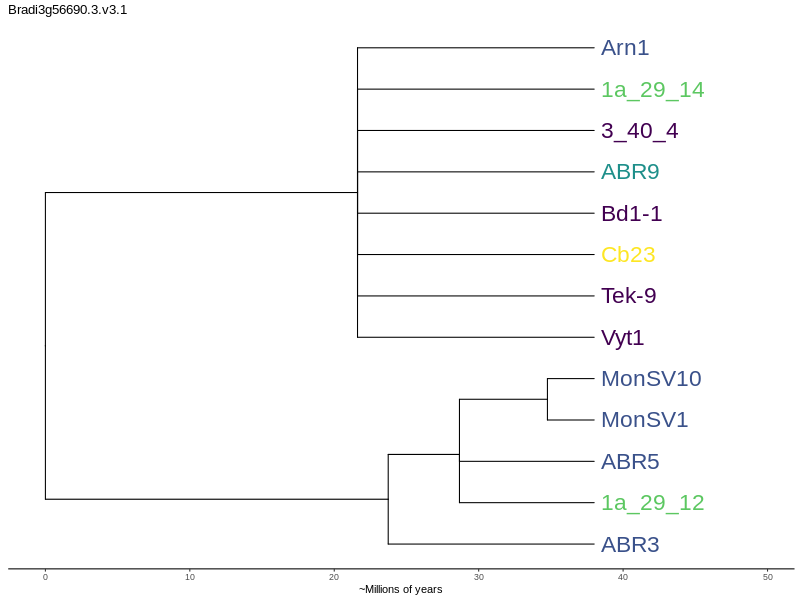 Bradi3g56690.3.v3.1
Arn1
1a_29_14
3_40_4
ABR9
Bd1-1
Cb23
Tek-9
Vyt1
MonSV10
MonSV1
ABR5
1a_29_12
ABR3
0 10 20 30 40 50
~Millions of years